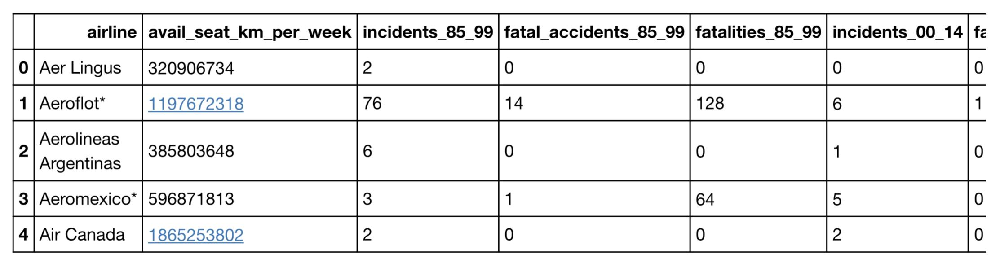 airline avail_seat_km_per_week incidents_85_99 fatal_accidents_85_99 fatalities_85_99 incidents_00_14 fa
0 Aer Lingus 320906734 2 0 0 0 0
1 Aeroflot* 1197672318 76 14 128 6 1
2 Aerolineas Argentinas 385803648 6 0 0 1 0
3 Aeromexico* 596871813 3 1 64 5 0
4 Air Canada 1865253802 2 0 0 2 0